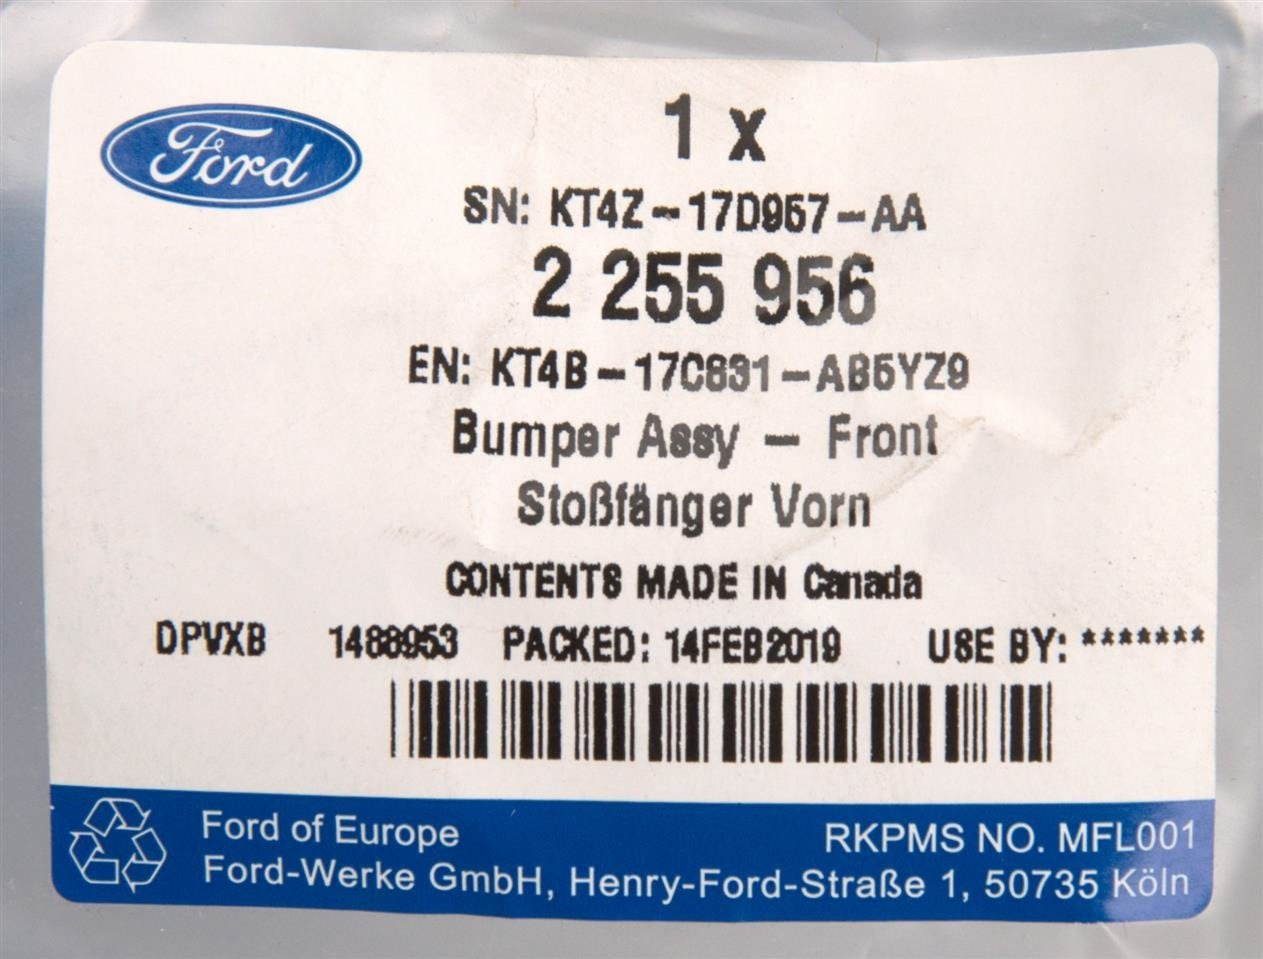 Ford
1 x
SN: KT4Z-17D957-AA
2 255 956
EN: KT4B-17C831-AB5YZ9
Bumper Assy - Front
Stoßfänger Vorn
CONTENTS MADE IN Canada
DPVXB 1488953 PACKED: 14FEB2019 USE BY: *******
Ford of Europe
RKPMS NO. MFL001
Ford-Werke GmbH, Henry-Ford-Straße 1, 50735 Köln